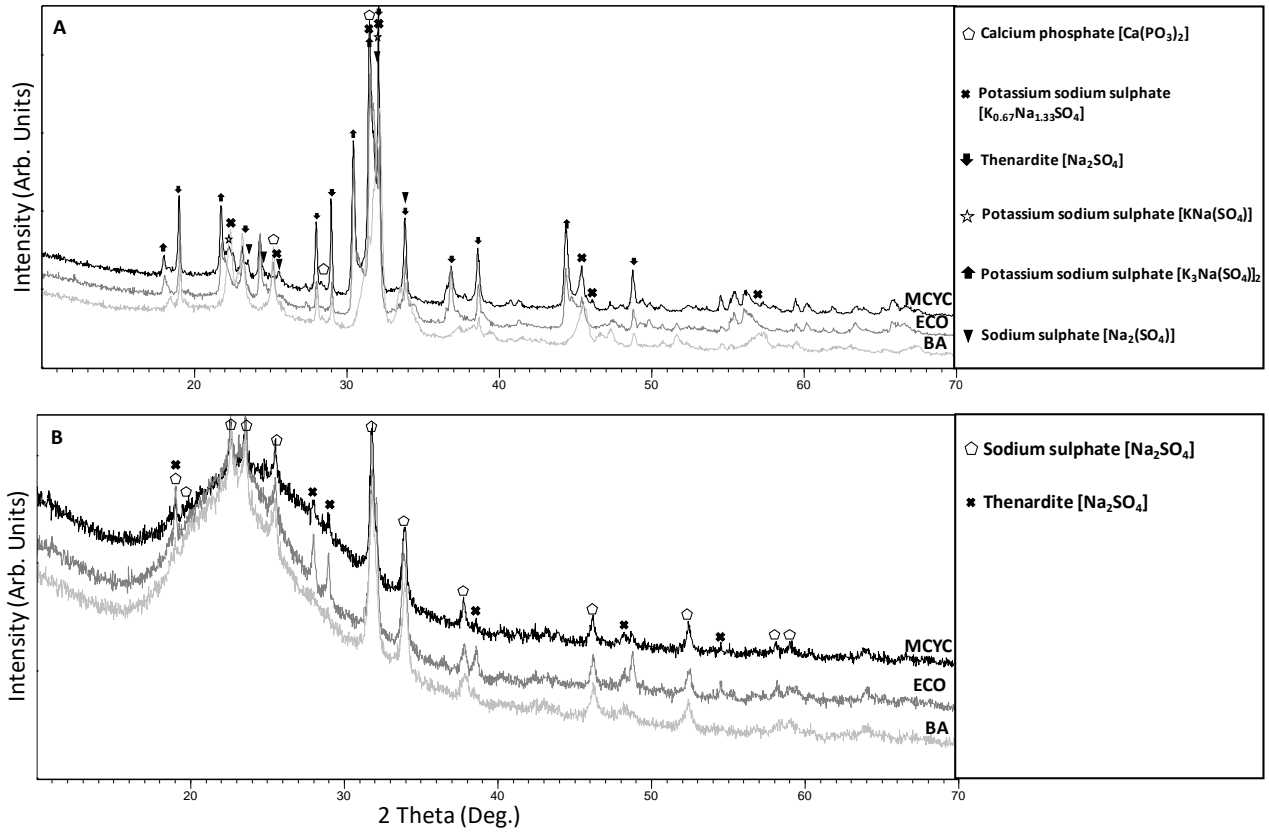 A
Intensity (Arb. Units)
MCYC
ECO
BA
20 30 40 50 60 70
Calcium phosphate [Ca(PO₃)₂]
Potassium sodium sulphate
[K₀.₆₇Na₁.₃₃SO₄]
Thenardite [Na₂SO₄]
Potassium sodium sulphate [KNa(SO₄)]
Potassium sodium sulphate [K₃Na(SO₄)]₂
Sodium sulphate [Na₂(SO₄)]
B
Intensity (Arb. Units)
MCYC
ECO
BA
20 30 40 50 60 70
2 Theta (Deg.)
Sodium sulphate [Na₂SO₄]
Thenardite [Na₂SO₄]